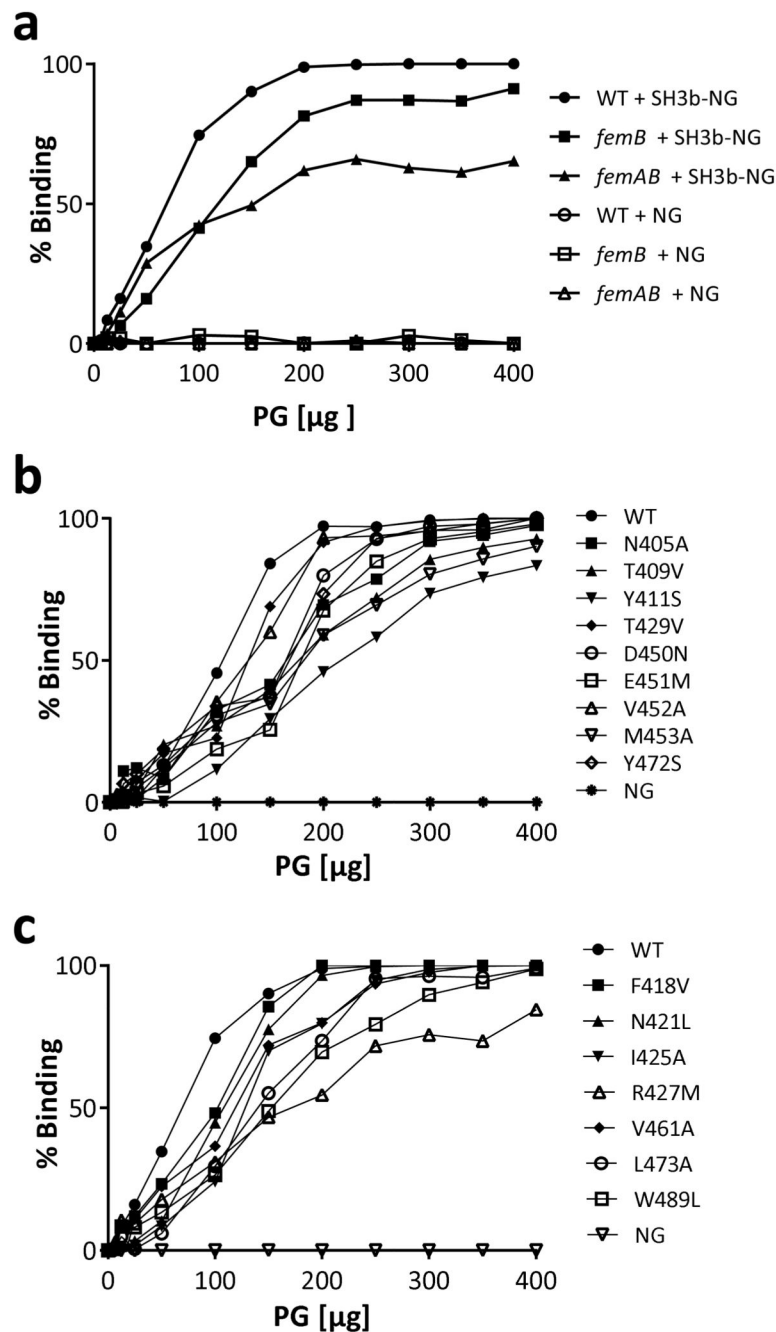 a
100
50
0
% Binding
0 100 200 300 400
PG [µg ]
WT + SH3b-NG
femB + SH3b-NG
femAB + SH3b-NG
WT + NG
femB + NG
femAB + NG
b
100
50
0
% Binding
0 100 200 300 400
PG [µg]
WT
N405A
T409V
Y411S
T429V
D450N
E451M
V452A
M453A
Y472S
NG
c
100
50
0
% Binding
0 100 200 300 400
PG [µg]
WT
F418V
N421L
I425A
R427M
V461A
L473A
W489L
NG